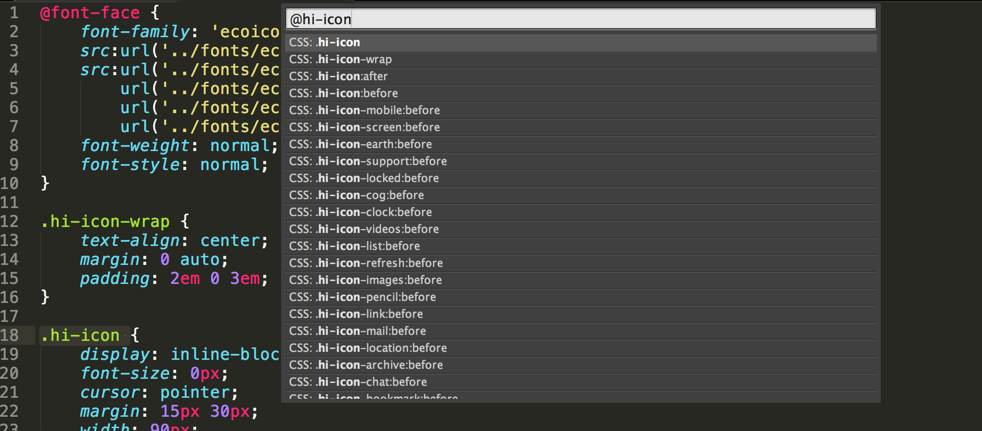 1 @font-face {
2 font-family: 'ecoico
3 src:url('../fonts/ec
4 src:url('../fonts/ec
5 url('../fonts/ec
6 url('../fonts/ec
7 url('../fonts/ec
8 font-weight: normal;
9 font-style: normal;
10 }
11
12 .hi-icon-wrap {
13 text-align: center;
14 margin: 0 auto;
15 padding: 2em 0 3em;
16 }
17
18 .hi-icon {
19 display: inline-bloc
20 font-size: 0px;
21 cursor: pointer;
22 margin: 15px 30px;
23 width: 90px;
@hi-icon
CSS: .hi-icon
CSS: .hi-icon-wrap
CSS: .hi-icon:after
CSS: .hi-icon:before
CSS: .hi-icon-mobile:before
CSS: .hi-icon-screen:before
CSS: .hi-icon-earth:before
CSS: .hi-icon-support:before
CSS: .hi-icon-locked:before
CSS: .hi-icon-cog:before
CSS: .hi-icon-clock:before
CSS: .hi-icon-videos:before
CSS: .hi-icon-list:before
CSS: .hi-icon-refresh:before
CSS: .hi-icon-images:before
CSS: .hi-icon-pencil:before
CSS: .hi-icon-link:before
CSS: .hi-icon-mail:before
CSS: .hi-icon-location:before
CSS: .hi-icon-archive:before
CSS: .hi-icon-chat:before
CSS: .hi-icon-bookmark:before